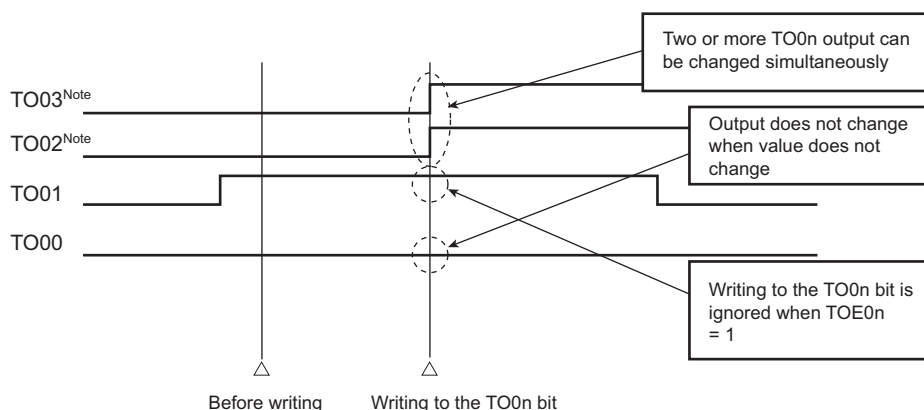 Two or more TO0n output can
be changed simultaneously
TO03Note
TO02Note
Output does not change
when value does not
change
TO01
TO00
Writing to the TO0n bit is
ignored when TOE0n
= 1
Before writing
Writing to the TO0n bit